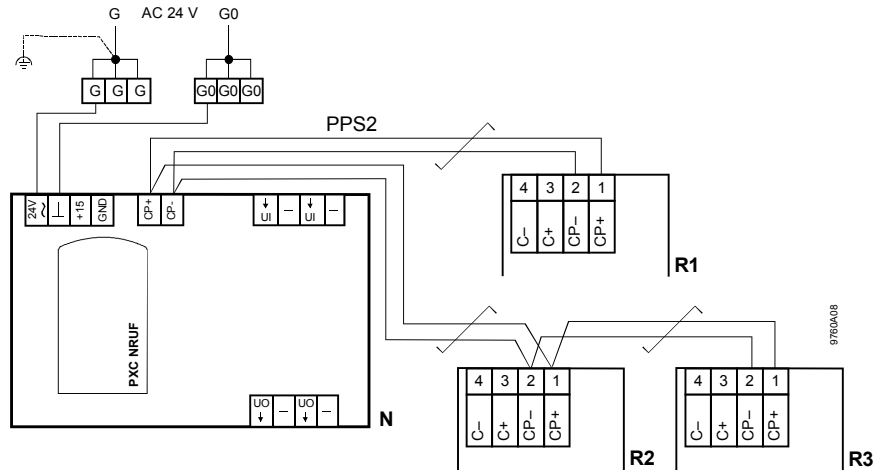 G AC 24 V G0
G G G G0 G0 G0
PPS2
24V ~ ⊥ +15 GND CP+ CP- ↓ UI – ↓ UI –
4 3 2 1
C– C+ CP– CP+
R1
PXC NRUF
9760A08
4 3 2 1
C– C+ CP– CP+
R2
4 3 2 1
C– C+ CP– CP+
R3
UO ↓ – UO ↓ –
N